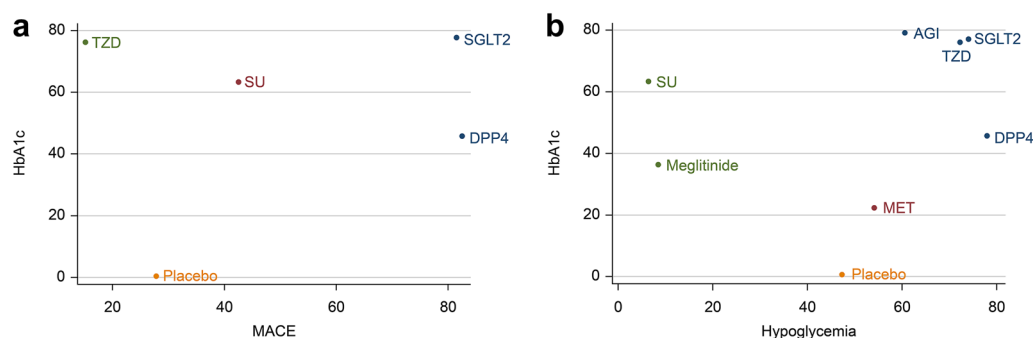 a
80
60
40
20
0
HbA1c
TZD
SGLT2
SU
DPP4
Placebo
20
40
60
80
MACE
b
80
60
40
20
0
HbA1c
AGI
SGLT2
TZD
SU
DPP4
Meglitinide
MET
Placebo
0
20
40
60
80
Hypoglycemia